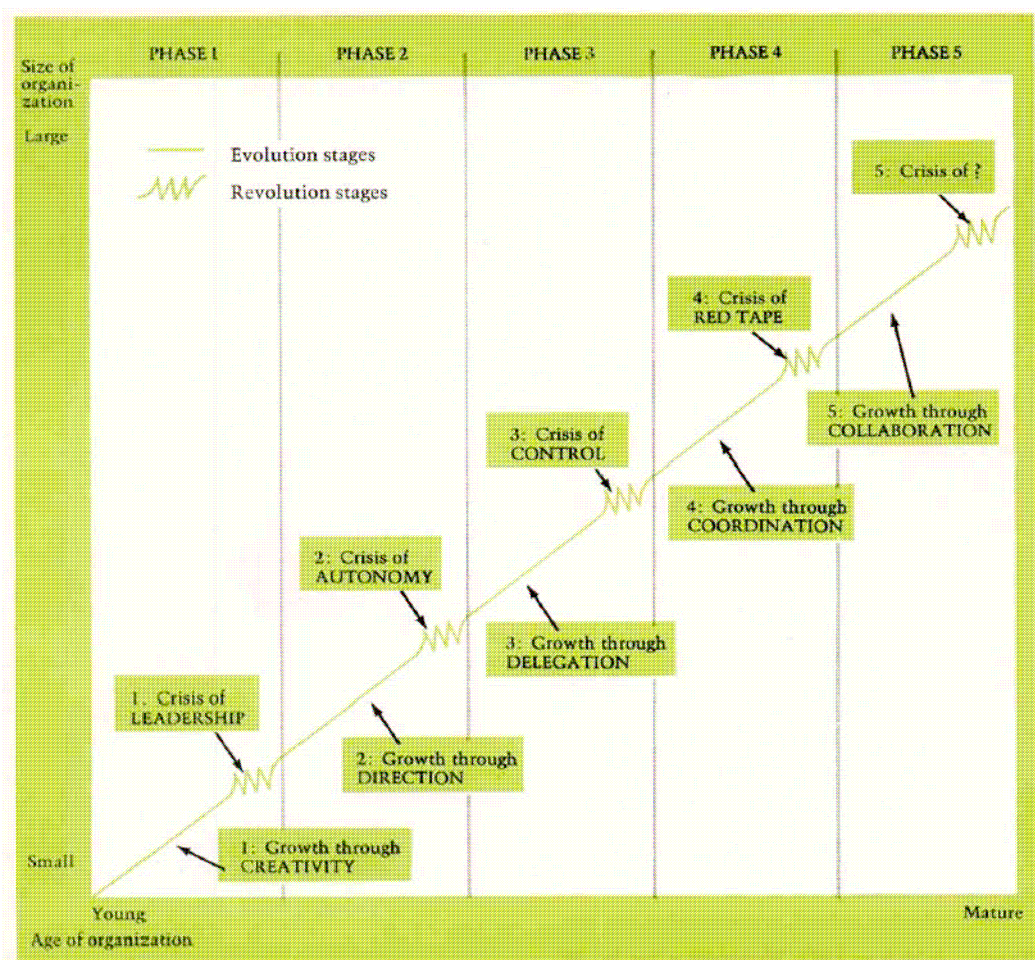 PHASE 1 PHASE 2 PHASE 3 PHASE 4 PHASE 5
Size of
organi-
zation
Large
Evolution stages
Revolution stages
5: Crisis of ?
4: Crisis of
RED TAPE
5: Growth through
COLLABORATION
3: Crisis of
CONTROL
4: Growth through
COORDINATION
2: Crisis of
AUTONOMY
3: Growth through
DELEGATION
1. Crisis of
LEADERSHIP
2: Growth through
DIRECTION
1: Growth through
CREATIVITY
Small
Young
Mature
Age of organization